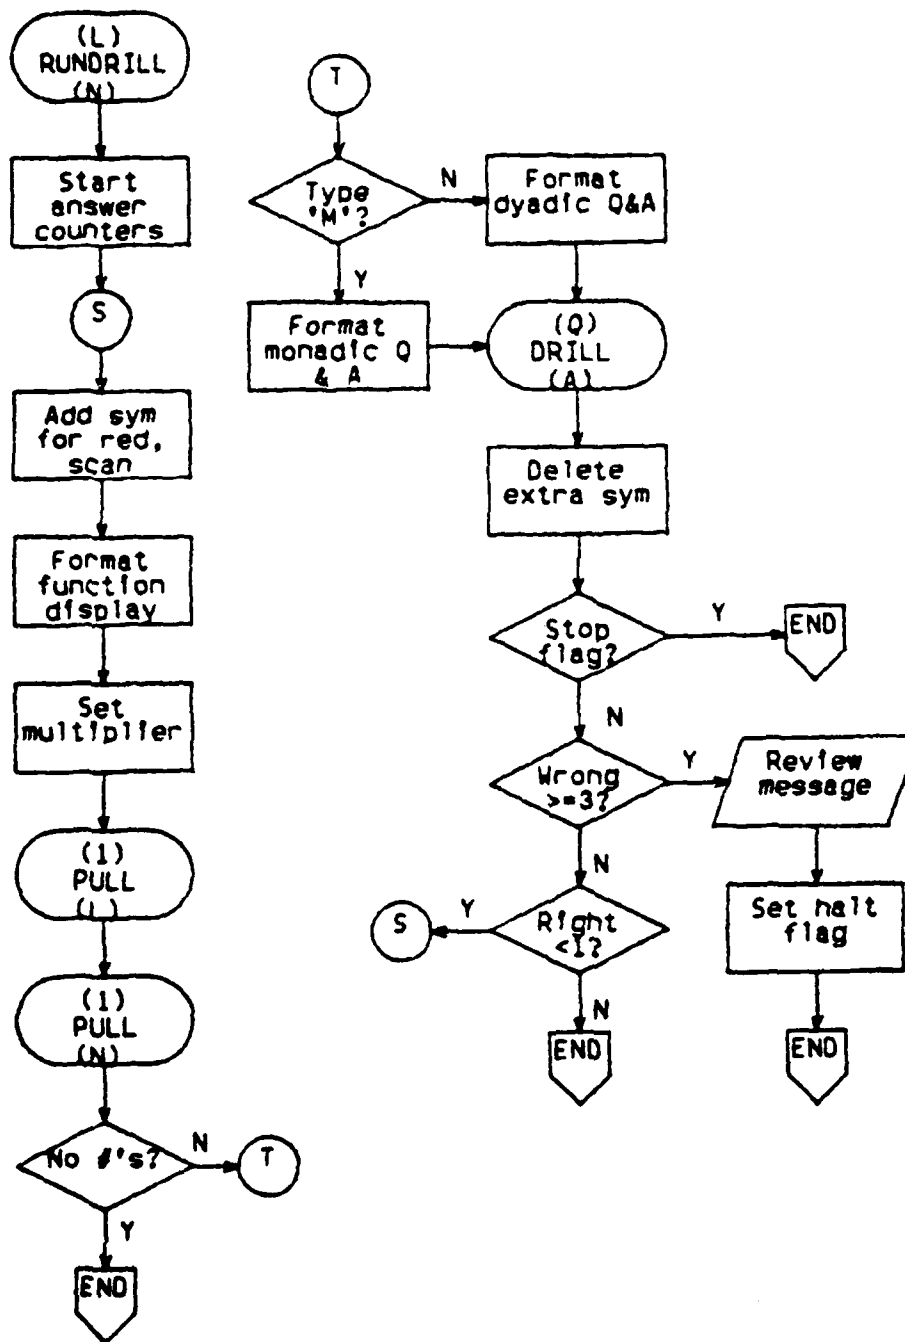 (L)
RUNDRILL
(N)
Start
answer
counters
S
Add sym
for red,
scan
Format
function
display
Set
multiplier
(1)
PULL
(L)
(1)
PULL
(N)
No #'s?
N
T
Y
END
T
Type
'M'?
N
Format
dyadic Q&A
Y
Format
monadic Q
& A
(Q)
DRILL
(A)
Delete
extra sym
Stop
flag?
Y
END
N
Wrong
>=3?
Y
Review
message
N
Set halt
flag
Right
<I?
Y
S
N
END
END